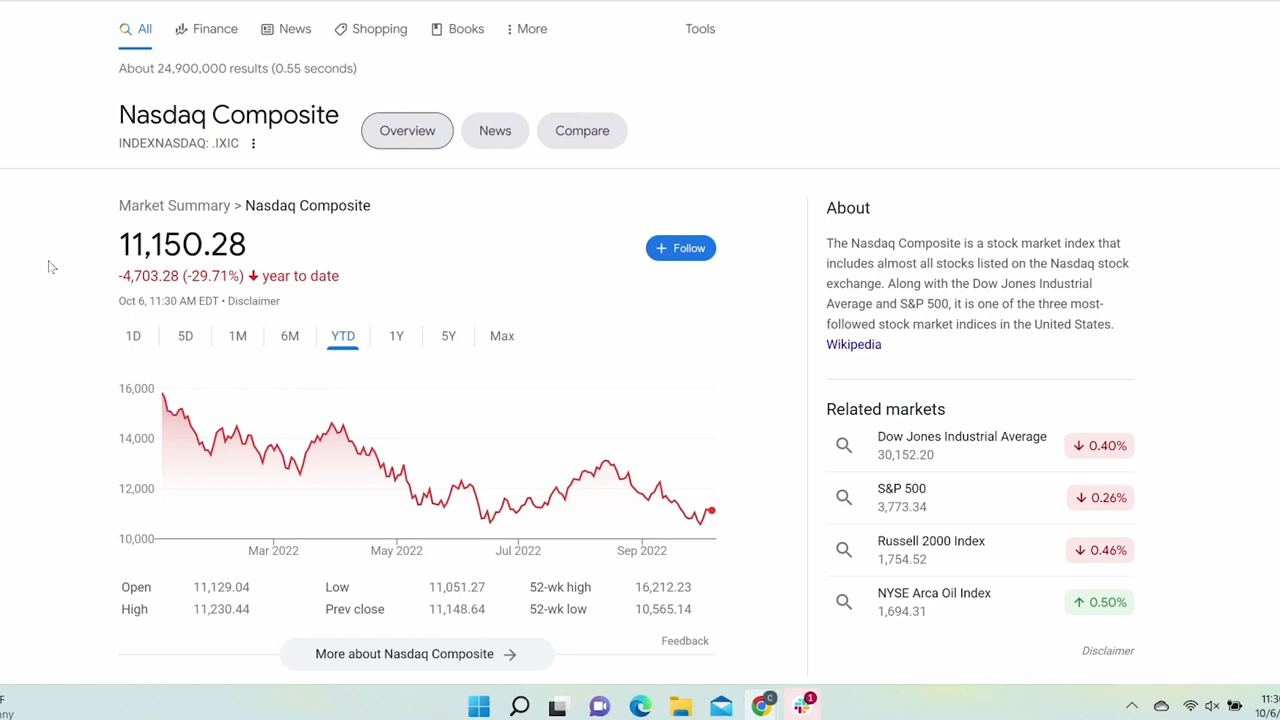 All Finance News Shopping Books More Tools
About 24,900,000 results (0.55 seconds)
Nasdaq Composite
INDEXNASDAQ: .IXIC
Overview News Compare
Market Summary > Nasdaq Composite
11,150.28
-4,703.28 (-29.71%) year to date
Oct 6, 11:30 AM EDT • Disclaimer
+ Follow
1D 5D 1M 6M YTD 1Y 5Y Max
16,000
14,000
12,000
10,000
Mar 2022 May 2022 Jul 2022 Sep 2022
Open 11,129.04 Low 11,051.27 52-wk high 16,212.23
High 11,230.44 Prev close 11,148.64 52-wk low 10,565.14
Feedback
More about Nasdaq Composite
About
The Nasdaq Composite is a stock market index that
includes almost all stocks listed on the Nasdaq stock
exchange. Along with the Dow Jones Industrial
Average and S&P 500, it is one of the three most-
followed stock market indices in the United States.
Wikipedia
Related markets
Dow Jones Industrial Average
30,152.20
0.40%
S&P 500
3,773.34
0.26%
Russell 2000 Index
1,754.52
0.46%
NYSE Arca Oil Index
1,694.31
0.50%
Disclaimer
F
C
1
11:30
10/6/